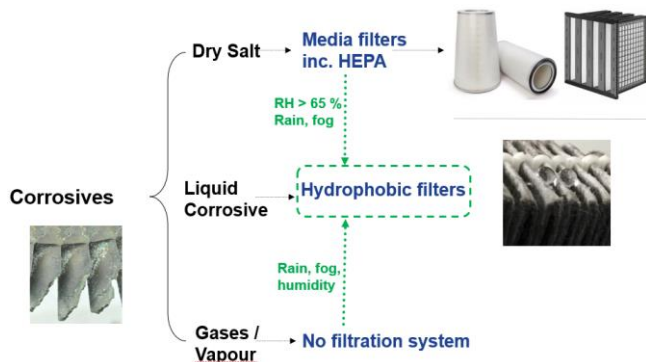 Dry Salt
Media filters
inc. HEPA
RH > 65 %
Rain, fog
Corrosives
Liquid
Corrosive
Hydrophobic filters
Rain, fog,
humidity
Gases /
Vapour
No filtration system